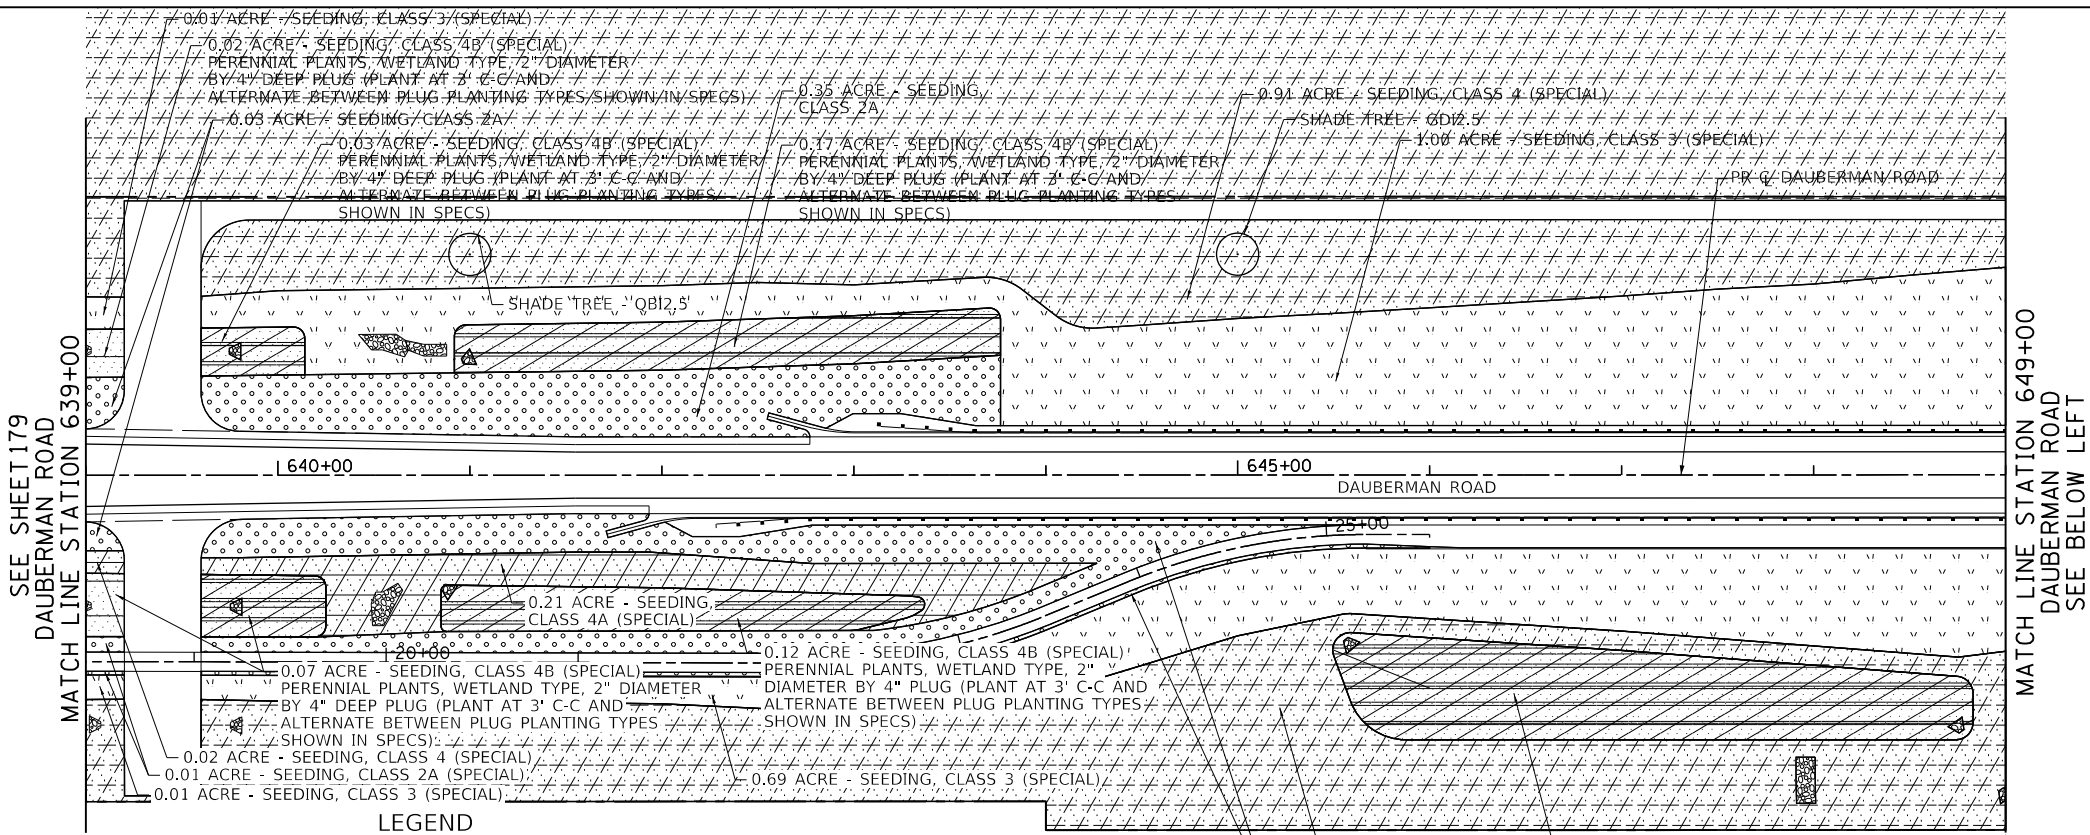 0.01 ACRE - SEEDING, CLASS 3 (SPECIAL)
0.02 ACRE - SEEDING, CLASS 4B (SPECIAL)
PERENNIAL PLANTS, WETLAND TYPE, 2" DIAMETER
BY 4" DEEP PLUG (PLANT AT 3' C-C AND
ALTERNATE BETWEEN PLUG PLANTING TYPES SHOWN IN SPECS)
0.03 ACRE - SEEDING, CLASS 2A
0.03 ACRE - SEEDING, CLASS 4B (SPECIAL)
PERENNIAL PLANTS, WETLAND TYPE, 2" DIAMETER
BY 4" DEEP PLUG (PLANT AT 3' C-C AND
ALTERNATE BETWEEN PLUG PLANTING TYPES
SHOWN IN SPECS)
0.35 ACRE - SEEDING,
CLASS 2A
0.17 ACRE - SEEDING, CLASS 4B (SPECIAL)
PERENNIAL PLANTS, WETLAND TYPE, 2" DIAMETER
BY 4" DEEP PLUG (PLANT AT 3' C-C AND
ALTERNATE BETWEEN PLUG PLANTING TYPES
SHOWN IN SPECS)
0.91 ACRE - SEEDING, CLASS 4 (SPECIAL)
SHADE TREE - GDI2.5
1.00 ACRE - SEEDING, CLASS 3 (SPECIAL)
PR ℄ DAUBERMAN ROAD
SHADE TREE - QBI2.5
SEE SHEET179
DAUBERMAN ROAD
MATCH LINE STATION 639+00
640+00
645+00
DAUBERMAN ROAD
MATCH LINE STATION 649+00
DAUBERMAN ROAD
SEE BELOW LEFT
25+00
0.21 ACRE - SEEDING,
CLASS 4A (SPECIAL)
20+00
0.07 ACRE - SEEDING, CLASS 4B (SPECIAL)
PERENNIAL PLANTS, WETLAND TYPE, 2" DIAMETER
BY 4" DEEP PLUG (PLANT AT 3' C-C AND
ALTERNATE BETWEEN PLUG PLANTING TYPES
SHOWN IN SPECS)
0.12 ACRE - SEEDING, CLASS 4B (SPECIAL)
PERENNIAL PLANTS, WETLAND TYPE, 2"
DIAMETER BY 4" PLUG (PLANT AT 3' C-C AND
ALTERNATE BETWEEN PLUG PLANTING TYPES
SHOWN IN SPECS)
0.02 ACRE - SEEDING, CLASS 4 (SPECIAL)
0.01 ACRE - SEEDING, CLASS 2A (SPECIAL)
0.01 ACRE - SEEDING, CLASS 3 (SPECIAL)
0.69 ACRE - SEEDING, CLASS 3 (SPECIAL)
LEGEND